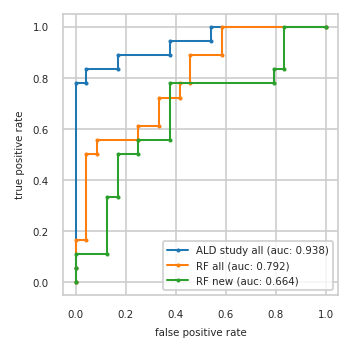 1.0
0.8
0.6
0.4
0.2
0.0
true positive rate
ALD study all (auc: 0.938)
RF all (auc: 0.792)
RF new (auc: 0.664)
0.0 0.2 0.4 0.6 0.8 1.0
false positive rate